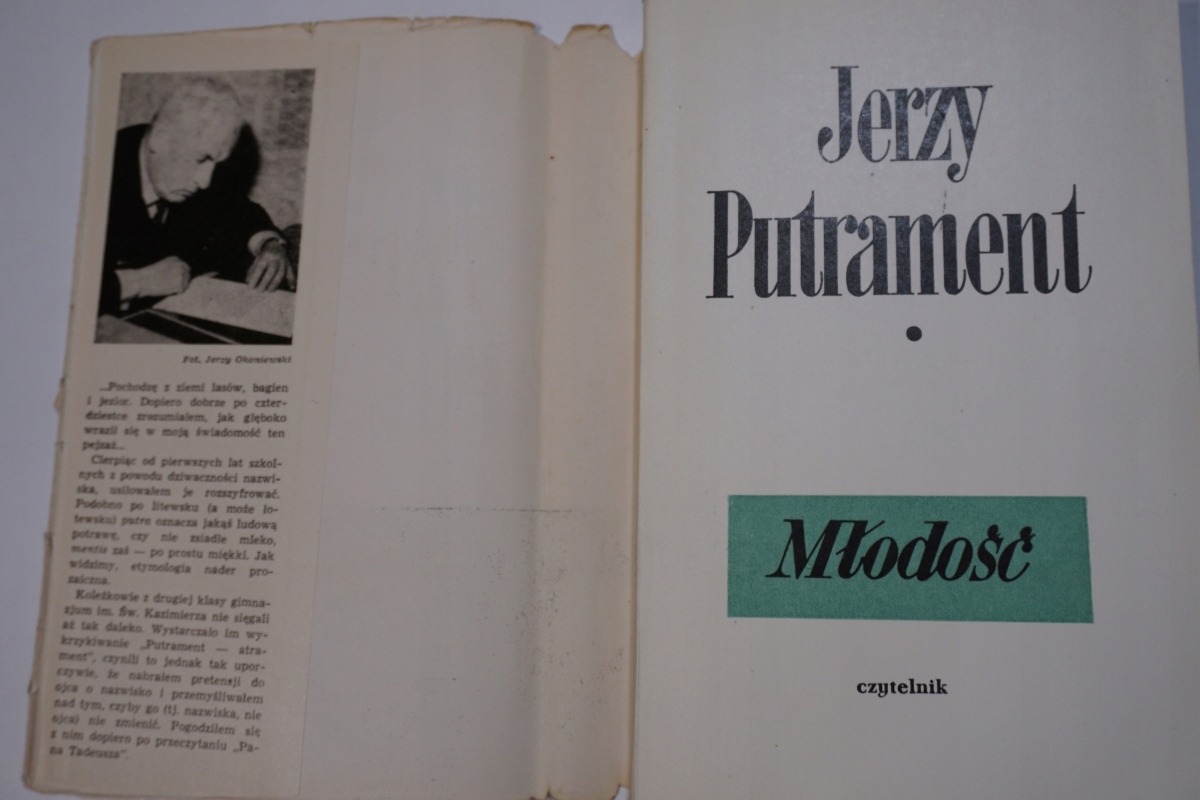 Fot. Jerzy Okoniewski
...Pochodzę z ziemi lasów, bagien
i jezior. Dopiero dobrze po czter-
dziestce zrozumiałem, jak głęboko
wraził się w moją świadomość ten
pejzaż...
Cierpiąc od pierwszych lat szkol-
nych z powodu dziwaczności nazwi-
ska, usiłowałem je rozszyfrować.
Podobno po litewsku (a może ło-
tewsku) putra oznacza jakąś ludową
potrawę, czy nie zsiadłe mleko,
mentis zaś — po prostu miękki. Jak
widzimy, etymologia nader pro-
zaiczna.
Koleżkowie z drugiej klasy gimna-
zjum im. Św. Kazimierza nie sięgali
aż tak daleko. Wystarczało im wy-
krzykiwanie „Putrament — atra-
ment", czynili to jednak tak upor-
czywie, że nabrałem pretensji do
ojca o nazwisko i przemyśliwałem
nad tym, czyby go (tj. nazwiska, nie
ojca) nie zmienić. Pogodziłem się
z nim dopiero po przeczytaniu „Pa-
na Tadeusza".
Jerzy
Putrament
Młodość
czytelnik